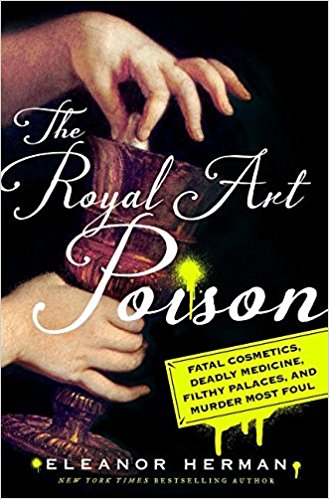 The
Royal Art
Poison
FATAL COSMETICS,
DEADLY MEDICINE,
FILTHY PALACES, AND
MURDER MOST FOUL
ELEANOR HERMAN
NEW YORK TIMES BESTSELLING AUTHOR